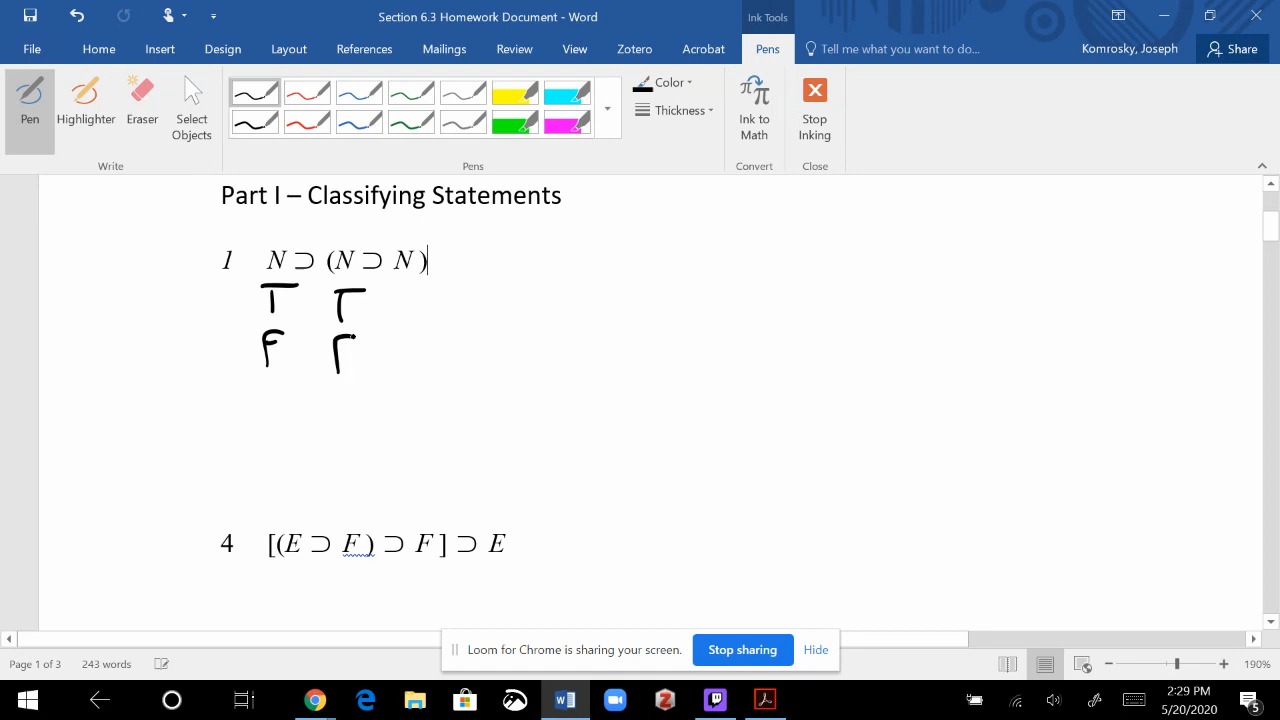 Section 6.3 Homework Document - Word
Ink Tools
File Home Insert Design Layout References Mailings Review View Zotero Acrobat Pens Tell me what you want to do... Komrosky, Joseph Share
Pen Highlighter Eraser Select Objects
Color
Thickness
Ink to Math
Stop Inking
Write Pens Convert Close
Part I – Classifying Statements
1 N ⊃ (N ⊃ N )
T T
F F
4 [(E ⊃ F ) ⊃ F ] ⊃ E
Loom for Chrome is sharing your screen. Stop sharing Hide
Page 1 of 3 243 words 190%
2:29 PM
5/20/2020
5